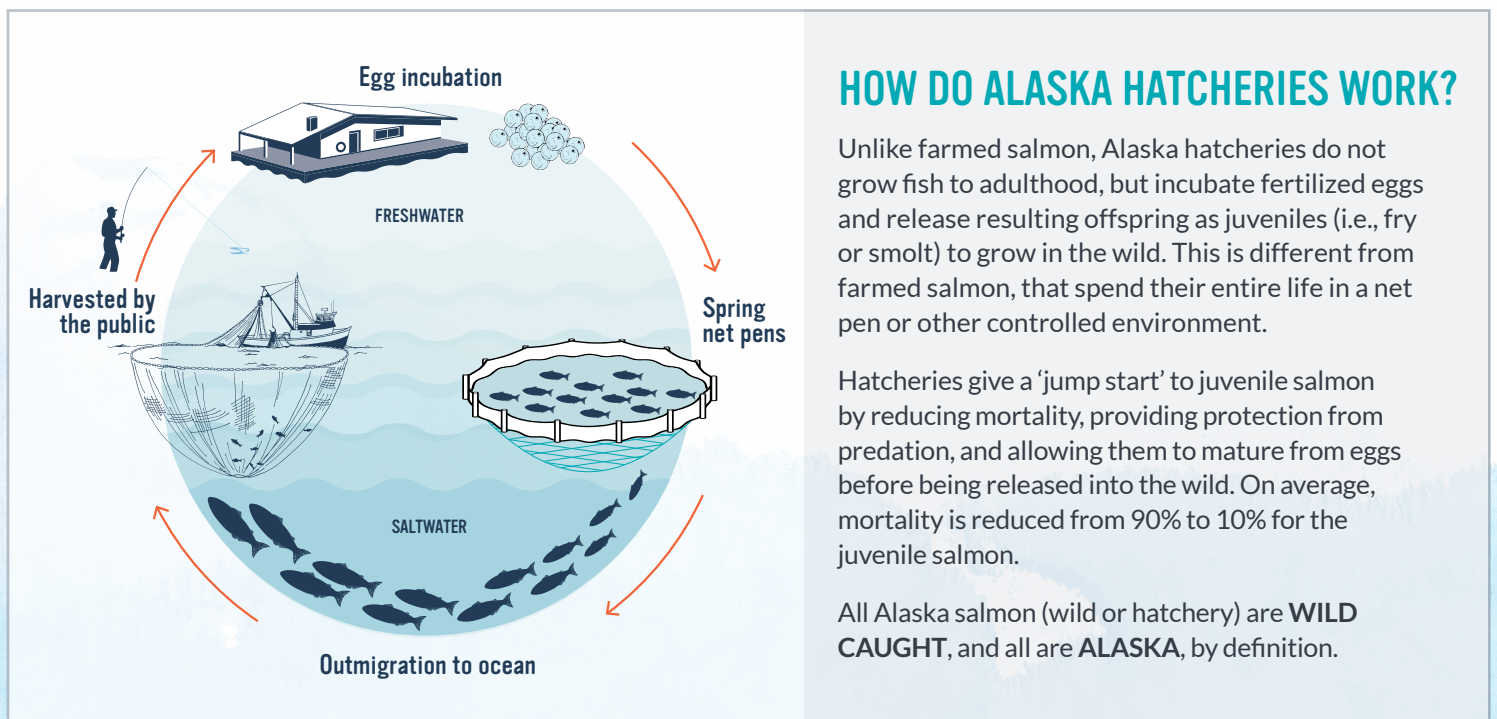 Egg incubation
FRESHWATER
Harvested by
the public
Spring
net pens
SALTWATER
Outmigration to ocean
HOW DO ALASKA HATCHERIES WORK?
Unlike farmed salmon, Alaska hatcheries do not
grow fish to adulthood, but incubate fertilized eggs
and release resulting offspring as juveniles (i.e., fry
or smolt) to grow in the wild. This is different from
farmed salmon, that spend their entire life in a net
pen or other controlled environment.
Hatcheries give a ‘jump start’ to juvenile salmon
by reducing mortality, providing protection from
predation, and allowing them to mature from eggs
before being released into the wild. On average,
mortality is reduced from 90% to 10% for the
juvenile salmon.
All Alaska salmon (wild or hatchery) are WILD
CAUGHT, and all are ALASKA, by definition.